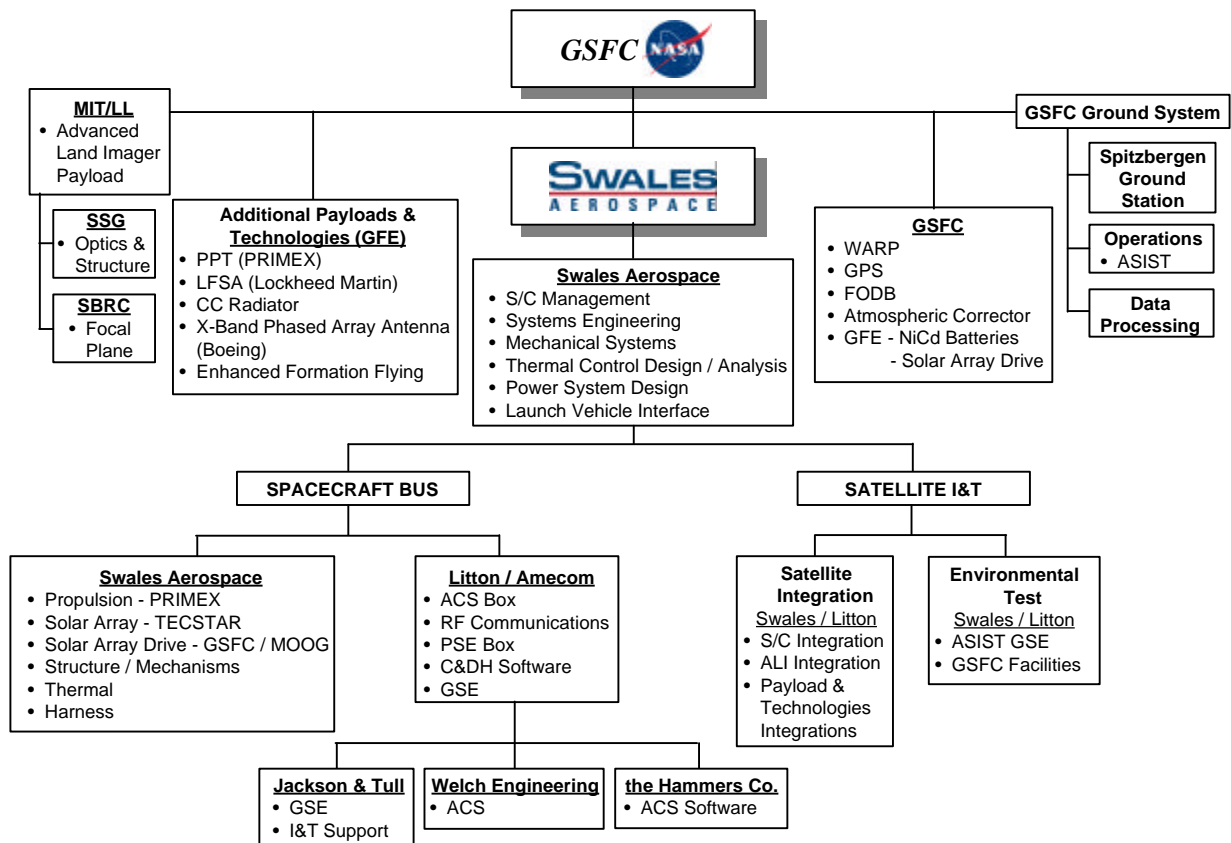 GSFC NASA
MIT/LL
• Advanced
Land Imager
Payload
SSG
• Optics &
Structure
SBRC
• Focal
Plane
Additional Payloads &
Technologies (GFE)
• PPT (PRIMEX)
• LFSA (Lockheed Martin)
• CC Radiator
• X-Band Phased Array Antenna
(Boeing)
• Enhanced Formation Flying
SWALES
AEROSPACE
Swales Aerospace
• S/C Management
• Systems Engineering
• Mechanical Systems
• Thermal Control Design / Analysis
• Power System Design
• Launch Vehicle Interface
GSFC
• WARP
• GPS
• FODB
• Atmospheric Corrector
• GFE - NiCd Batteries
- Solar Array Drive
GSFC Ground System
Spitzbergen
Ground
Station
Operations
• ASIST
Data
Processing
SPACECRAFT BUS
SATELLITE I&T
Swales Aerospace
• Propulsion - PRIMEX
• Solar Array - TECSTAR
• Solar Array Drive - GSFC / MOOG
• Structure / Mechanisms
• Thermal
• Harness
Litton / Amecom
• ACS Box
• RF Communications
• PSE Box
• C&DH Software
• GSE
Satellite
Integration
Swales / Litton
• S/C Integration
• ALI Integration
• Payload &
Technologies
Integrations
Environmental
Test
Swales / Litton
• ASIST GSE
• GSFC Facilities
Jackson & Tull
• GSE
• I&T Support
Welch Engineering
• ACS
the Hammers Co.
• ACS Software